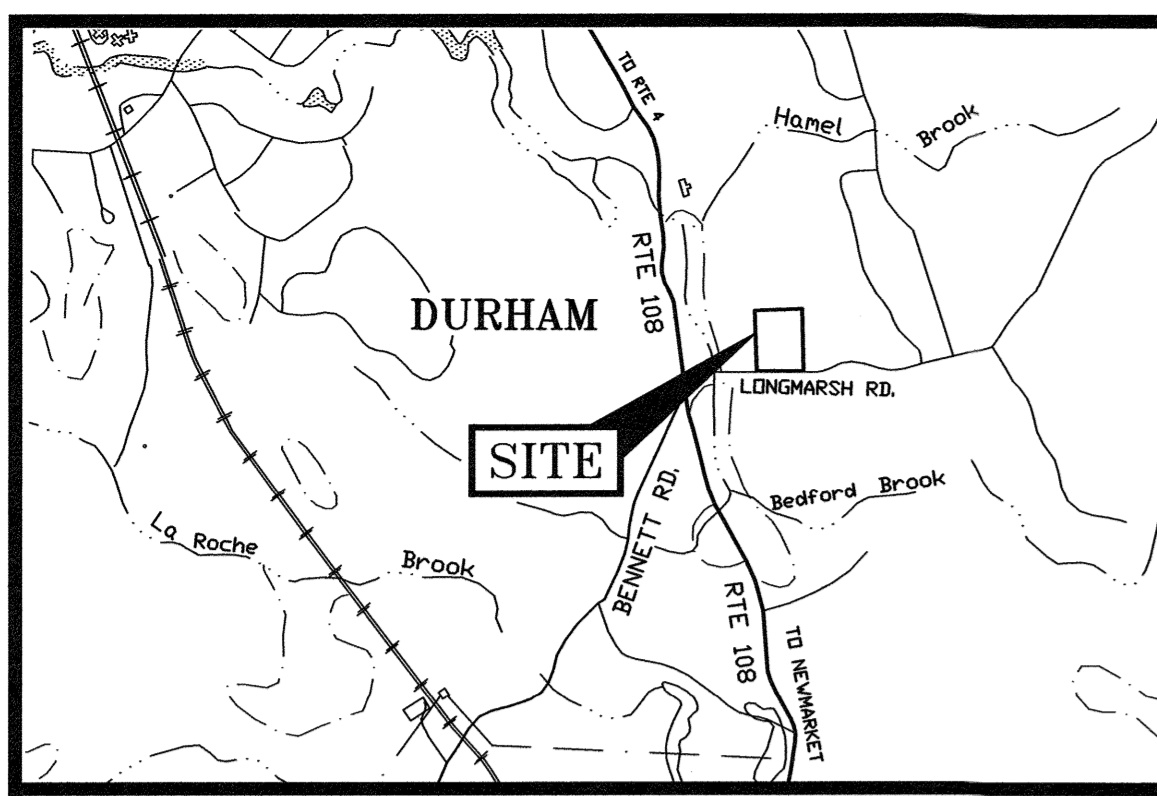 TO RTE 4
Hamel Brook
RTE 108
DURHAM
LONGMARSH RD.
SITE
BENNETT RD.
Bedford Brook
La Roche Brook
RTE 108
TO NEWMARKET